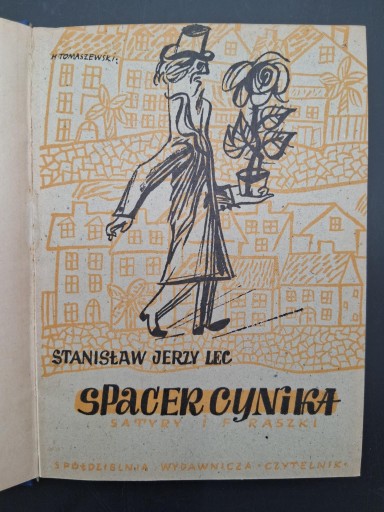 H TOMASZEWSKI:
STANISŁAW JERZY LEC
SPACER CYNIKA
SATYRY I FRASZKI
SPÓŁDZIELNIA WYDAWNICZA · CZYTELNIK ·